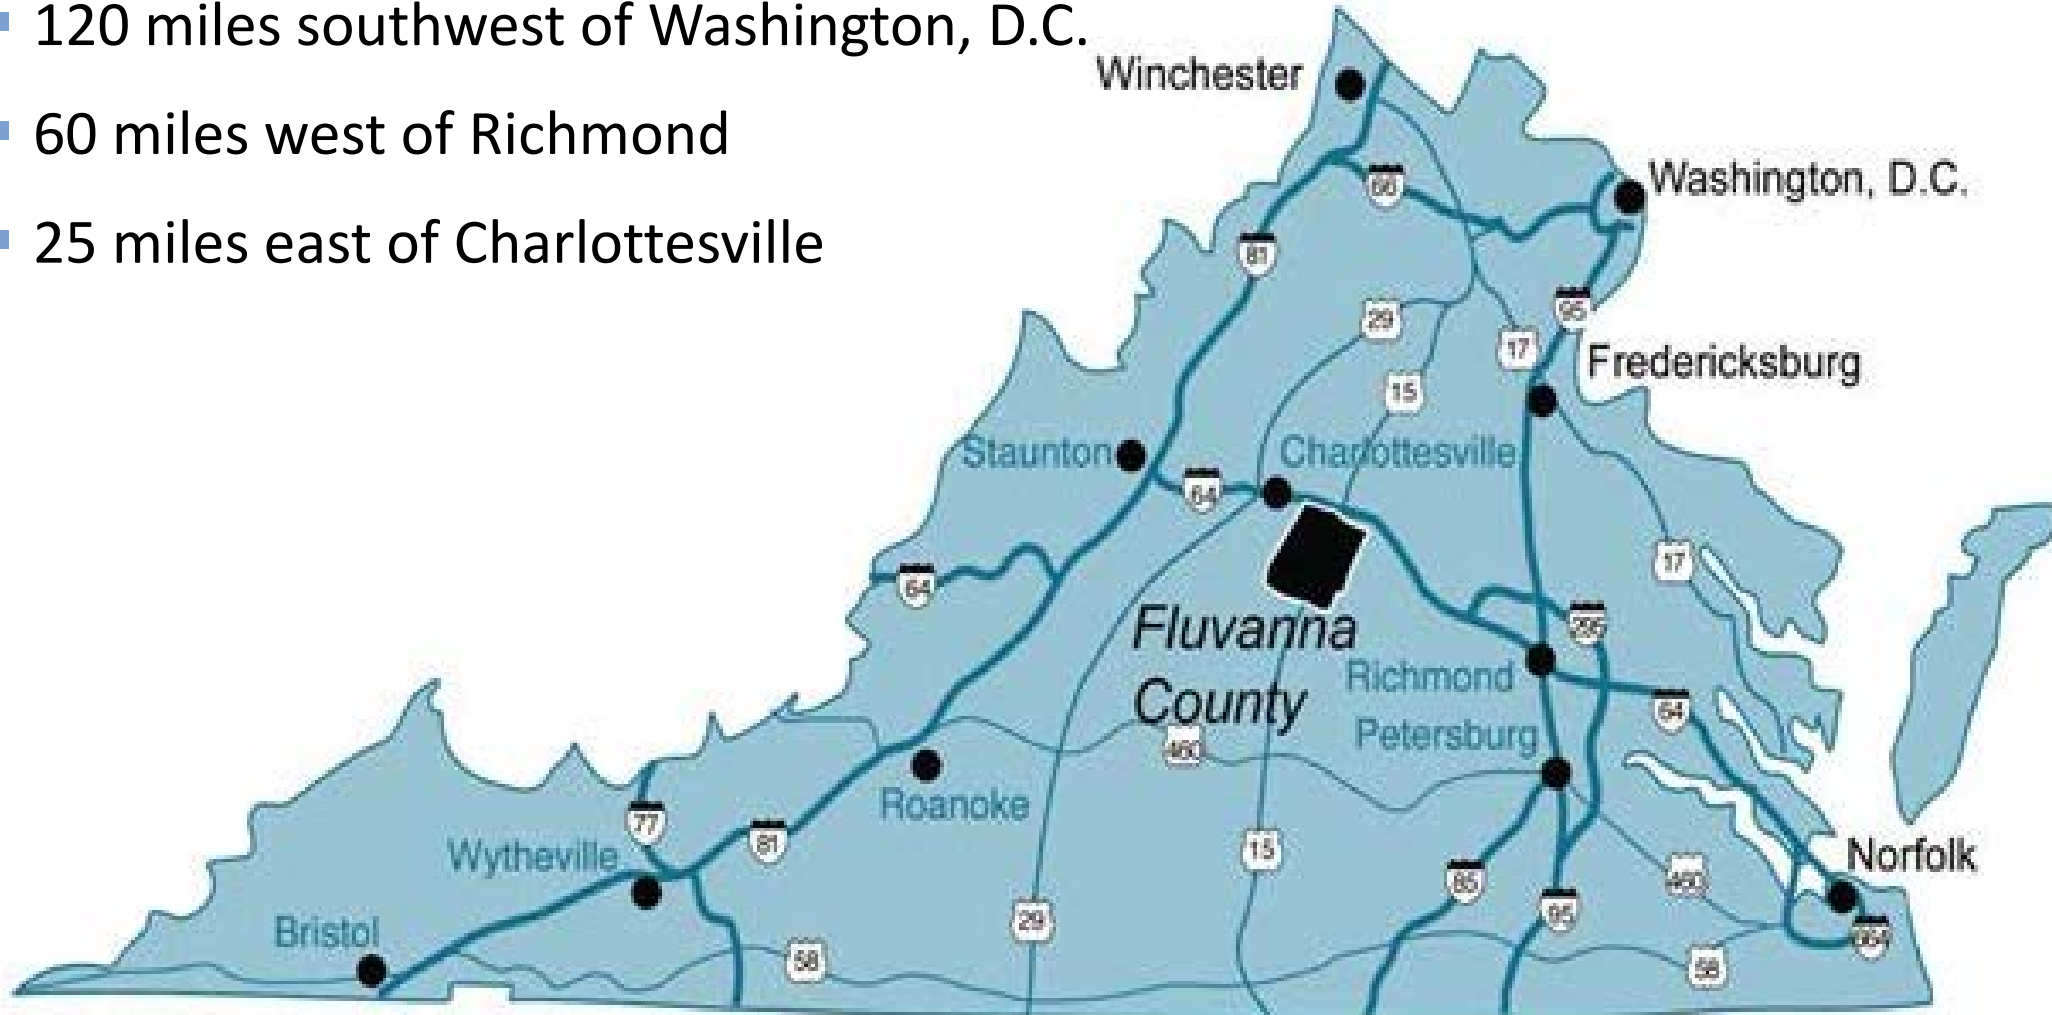 120 miles southwest of Washington, D.C.
60 miles west of Richmond
25 miles east of Charlottesville
Winchester
Washington, D.C.
66
81
95
29
17
Fredericksburg
15
Staunton
Charlottesville
64
17
64
Fluvanna
County
295
Richmond
64
Petersburg
460
Roanoke
77
81
15
Wytheville
Norfolk
85
460
95
29
Bristol
664
58
58